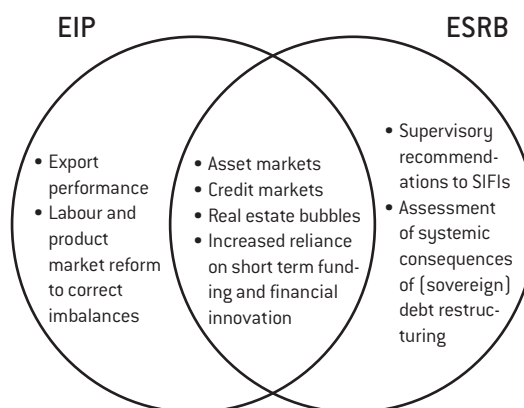 EIP
ESRB
• Export
performance
• Labour and
product
market reform
to correct
imbalances
• Asset markets
• Credit markets
• Real estate bubbles
• Increased reliance
on short term fund-
ing and financial
innovation
• Supervisory
recommend-
ations to SIFIs
• Assessment
of systemic
consequences
of (sovereign)
debt restruc-
turing